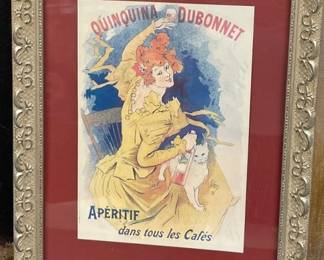 QUINQUINA DUBONNET
APÉRITIF
dans tous les Cafés